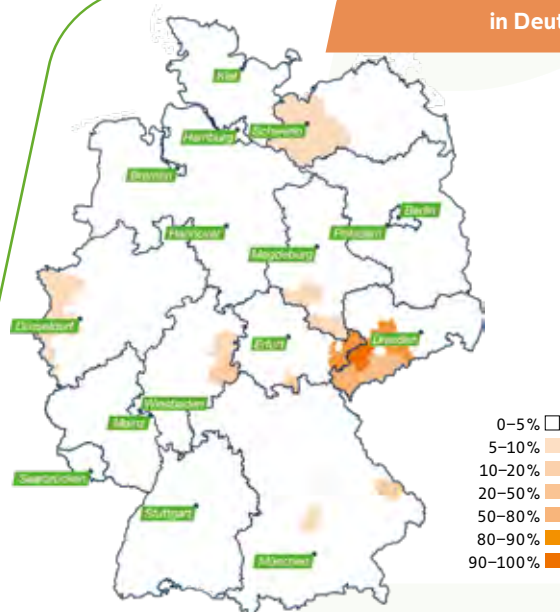 in Deut
Kiel
Schwerin
Hamburg
Bremen
Berlin
Hannover
Potsdam
Magdeburg
Düsseldorf
Erfurt
Dresden
Wiesbaden
Mainz
Saarbrücken
Stuttgart
München
0–5%
5–10%
10–20%
20–50%
50–80%
80–90%
90–100%